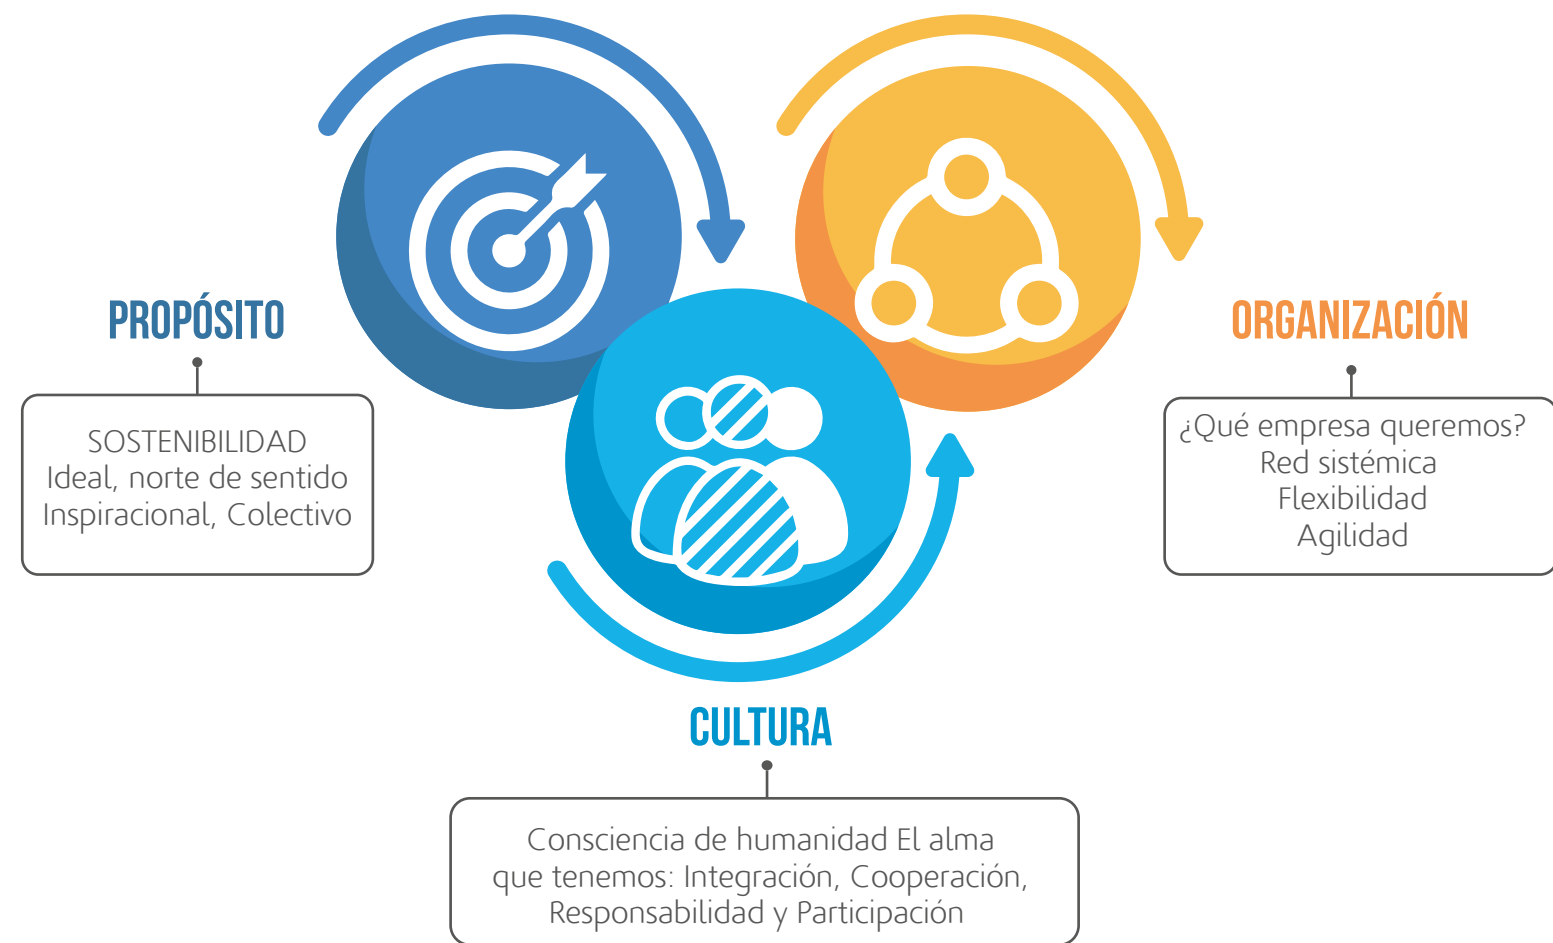 PROPÓSITO
SOSTENIBILIDAD
Ideal, norte de sentido
Inspiracional, Colectivo
ORGANIZACIÓN
¿Qué empresa queremos?
Red sistémica
Flexibilidad
Agilidad
CULTURA
Consciencia de humanidad El alma
que tenemos: Integración, Cooperación,
Responsabilidad y Participación